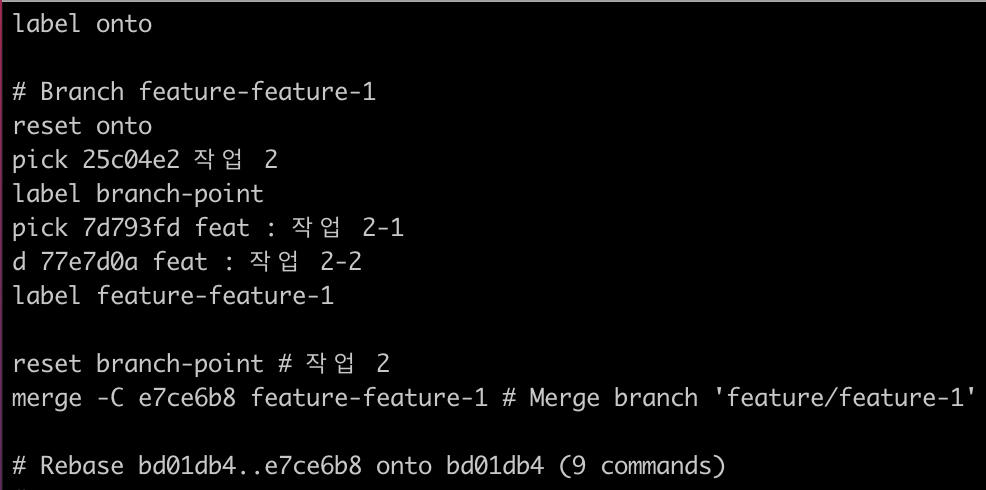 label onto
# Branch feature-feature-1
reset onto
pick 25c04e2 작업 2
label branch-point
pick 7d793fd feat : 작업 2-1
d 77e7d0a feat : 작업 2-2
label feature-feature-1
reset branch-point # 작업 2
merge -C e7ce6b8 feature-feature-1 # Merge branch 'feature/feature-1'
# Rebase bd01db4..e7ce6b8 onto bd01db4 (9 commands)